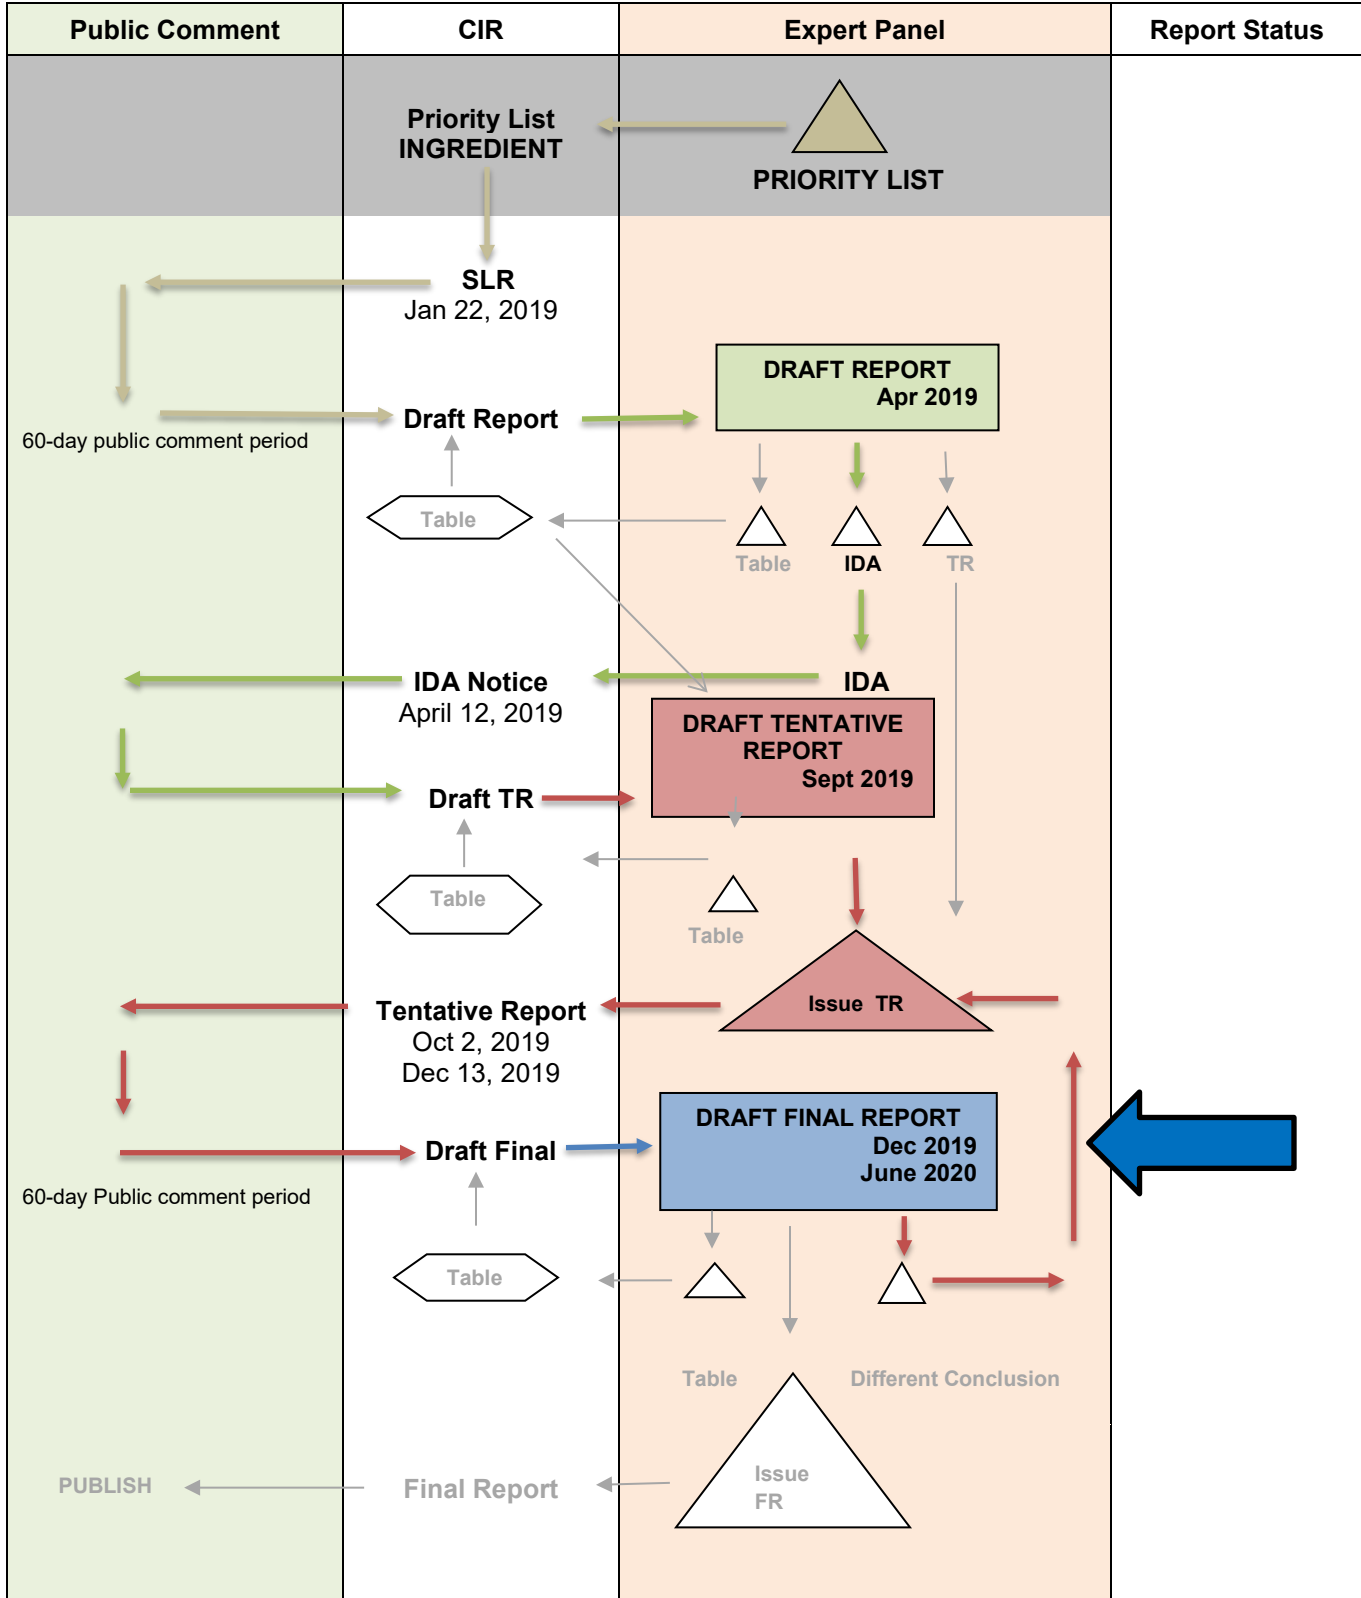 Public Comment
CIR
Expert Panel
Report Status
Priority List
INGREDIENT
PRIORITY LIST
SLR
Jan 22, 2019
60-day public comment period
Draft Report
DRAFT REPORT
Apr 2019
Table
Table
IDA
TR
IDA Notice
April 12, 2019
IDA
DRAFT TENTATIVE
REPORT
Sept 2019
Draft TR
Table
Table
Issue TR
Tentative Report
Oct 2, 2019
Dec 13, 2019
DRAFT FINAL REPORT
Dec 2019
June 2020
Draft Final
60-day Public comment period
Table
Table
Different Conclusion
Issue
FR
Final Report
PUBLISH